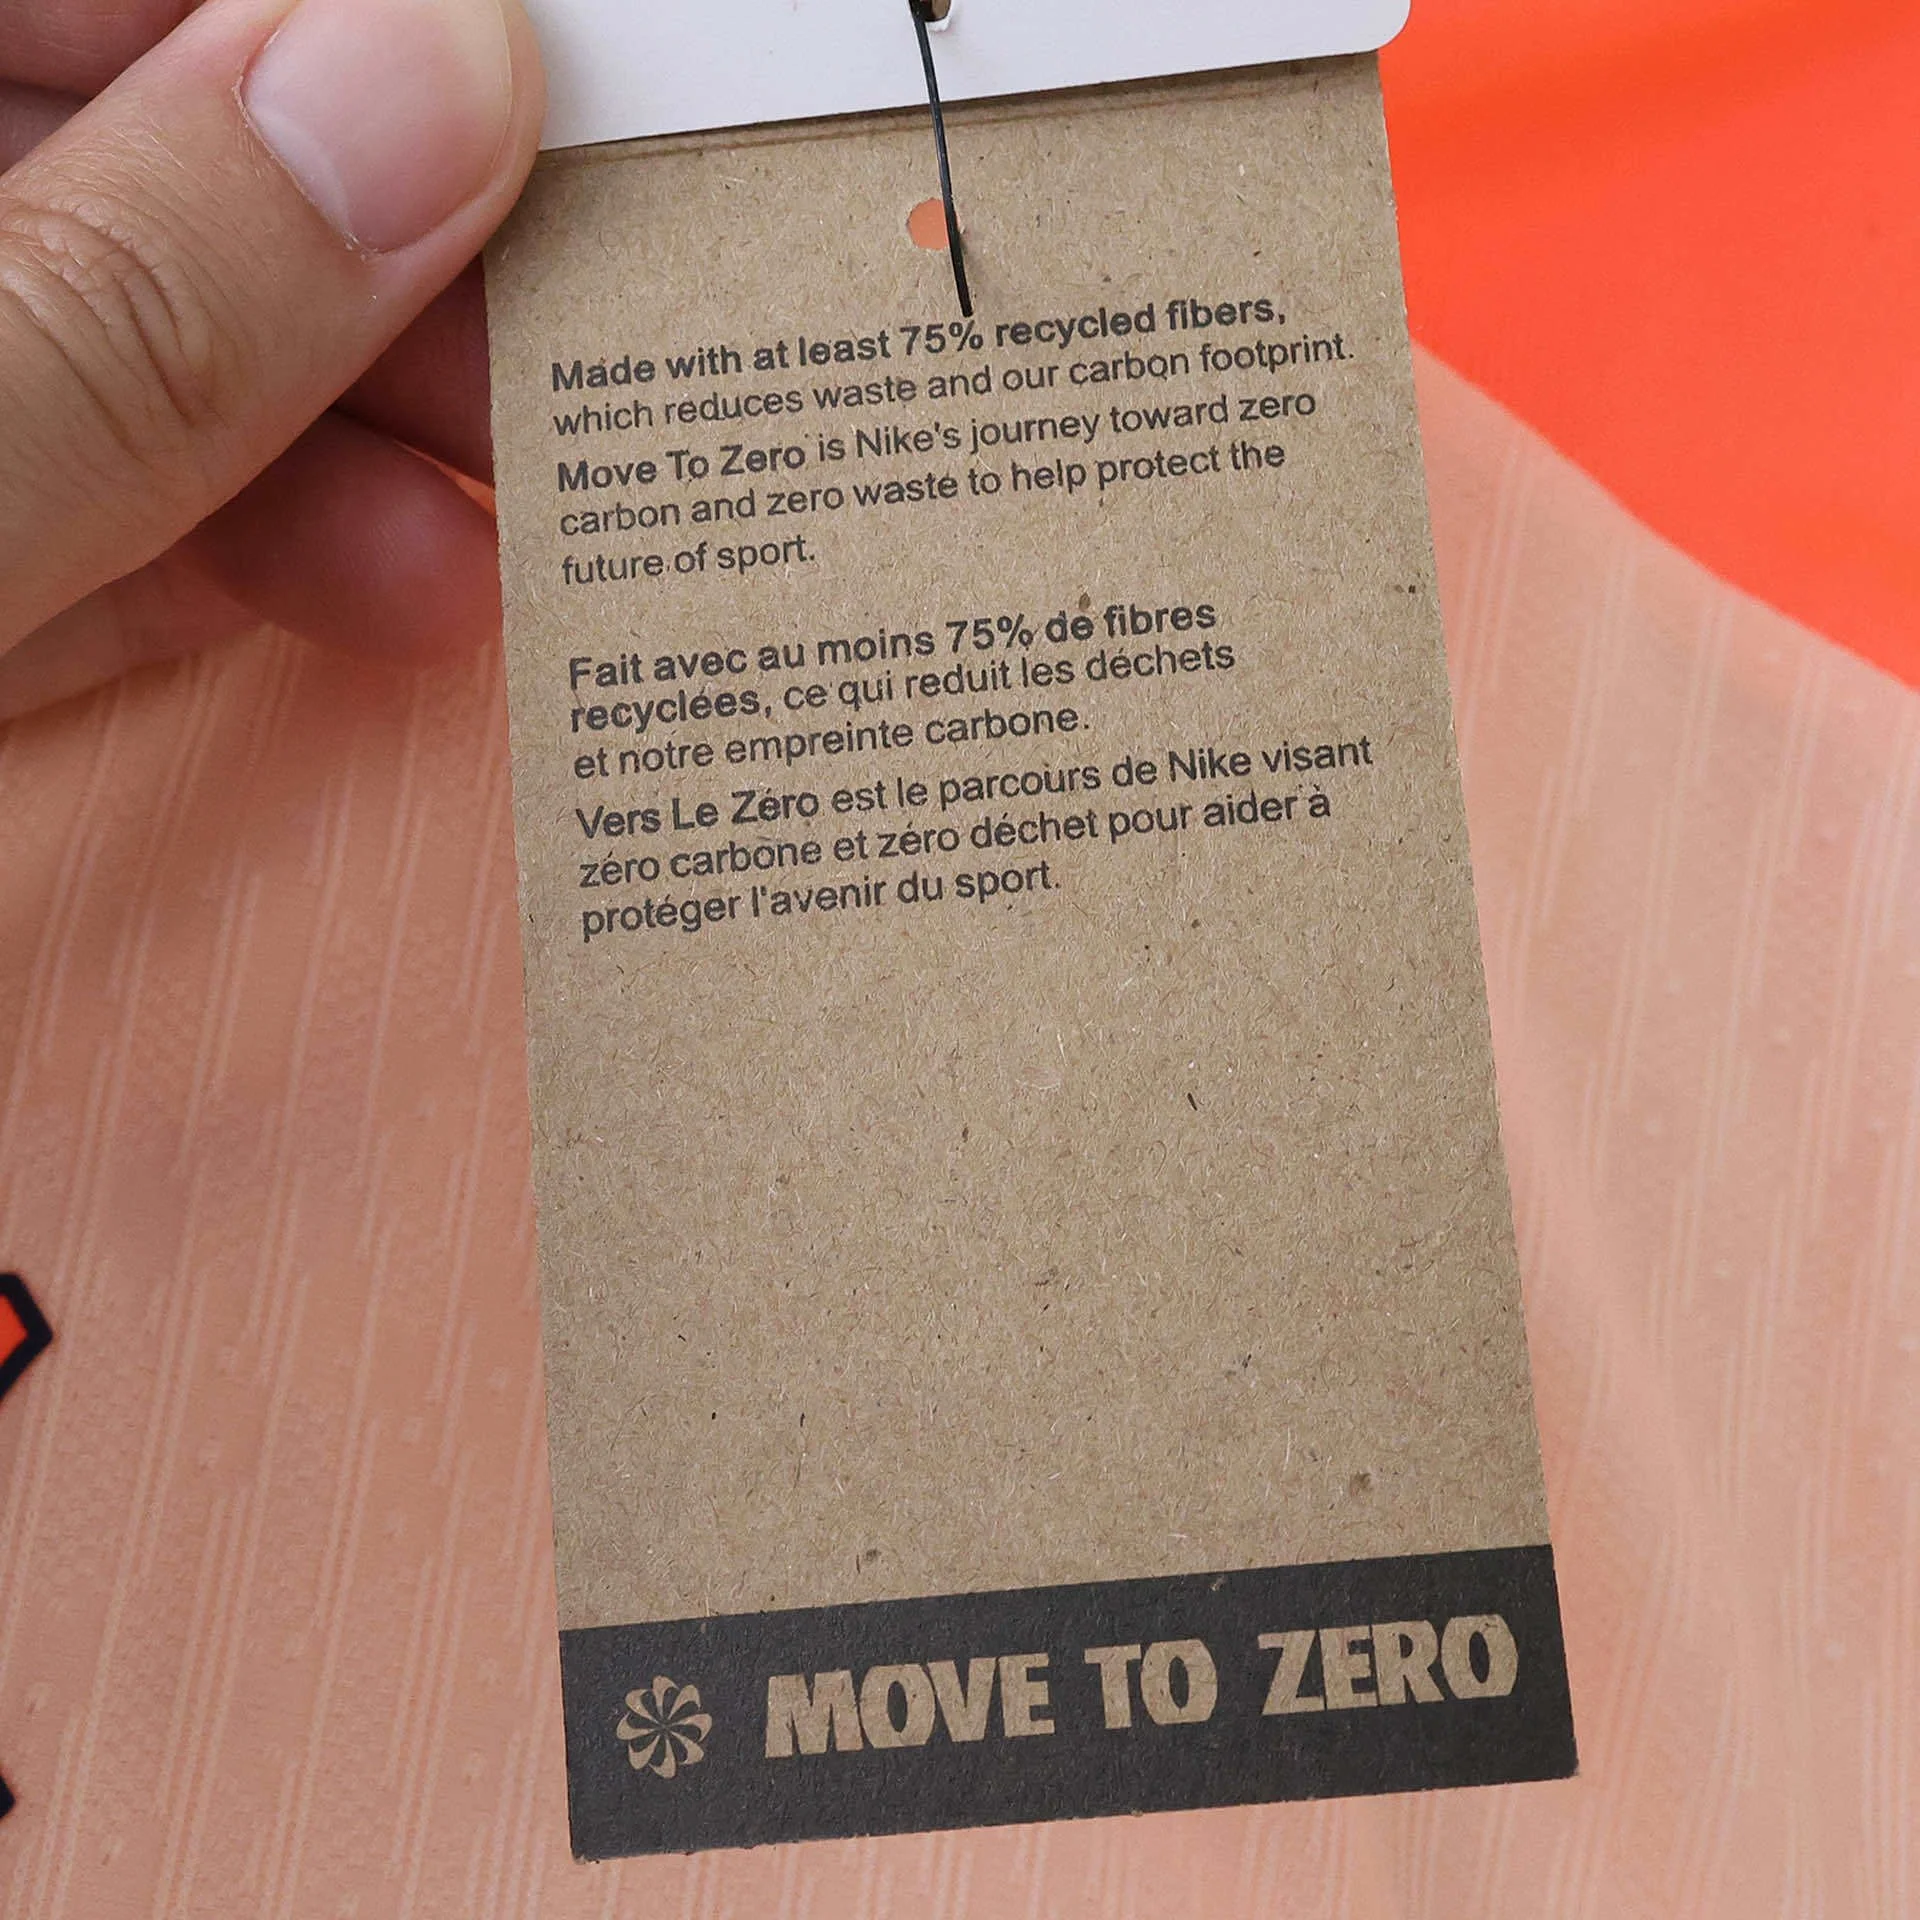 Made with at least 75% recycled fibers,
which reduces waste and our carbon footprint.
Move To Zero is Nike's journey toward zero
carbon and zero waste to help protect the
future of sport.
Fait avec au moins 75% de fibres
recyclées, ce qui reduit les déchets
et notre empreinte carbone.
Vers Le Zéro est le parcours de Nike visant
zéro carbone et zéro déchet pour aider à
protéger l'avenir du sport.
MOVE TO ZERO